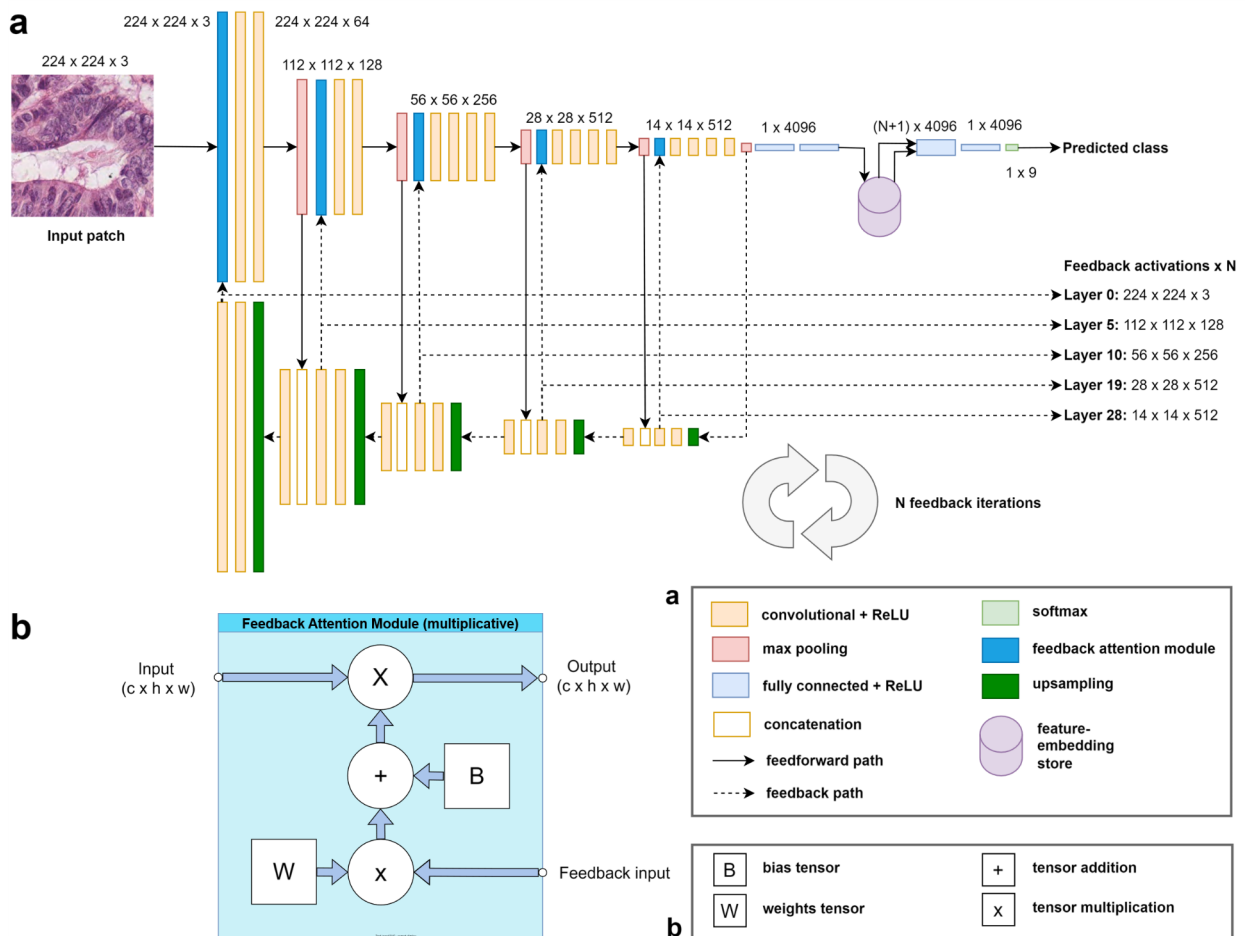 a
224 x 224 x 3
224 x 224 x 64
224 x 224 x 3
112 x 112 x 128
56 x 56 x 256
28 x 28 x 512
14 x 14 x 512
1 x 4096
(N+1) x 4096
1 x 4096
Predicted class
1 x 9
Input patch
Feedback activations x N
Layer 0: 224 x 224 x 3
Layer 5: 112 x 112 x 128
Layer 10: 56 x 56 x 256
Layer 19: 28 x 28 x 512
Layer 28: 14 x 14 x 512
N feedback iterations
b
Feedback Attention Module (multiplicative)
Input
(c x h x w)
X
Output
(c x h x w)
+
B
W
x
Feedback input
a
convolutional + ReLU
max pooling
fully connected + ReLU
concatenation
feedforward path
feedback path
softmax
feedback attention module
upsampling
feature-
embedding
store
b
B
bias tensor
W
weights tensor
+
tensor addition
x
tensor multiplication